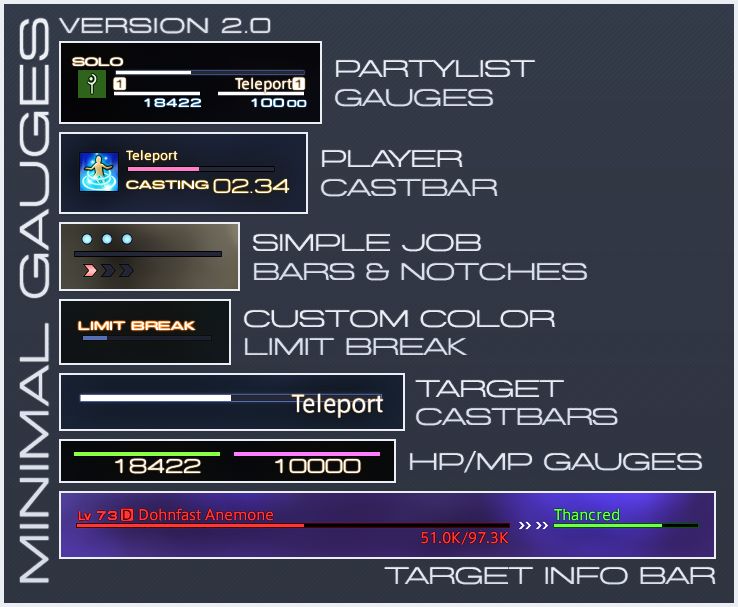 MINIMAL GAUGES
VERSION 2.0
SOLO
1 Teleport 1
18422 10000
PARTYLIST
GAUGES
Teleport
CASTING 02.34
PLAYER
CASTBAR
SIMPLE JOB
BARS & NOTCHES
LIMIT BREAK
CUSTOM COLOR
LIMIT BREAK
Teleport
TARGET
CASTBARS
18422 10000
HP/MP GAUGES
Lv 73 D Dohnfast Anemone
51.0K/97.3K
Thancred
TARGET INFO BAR